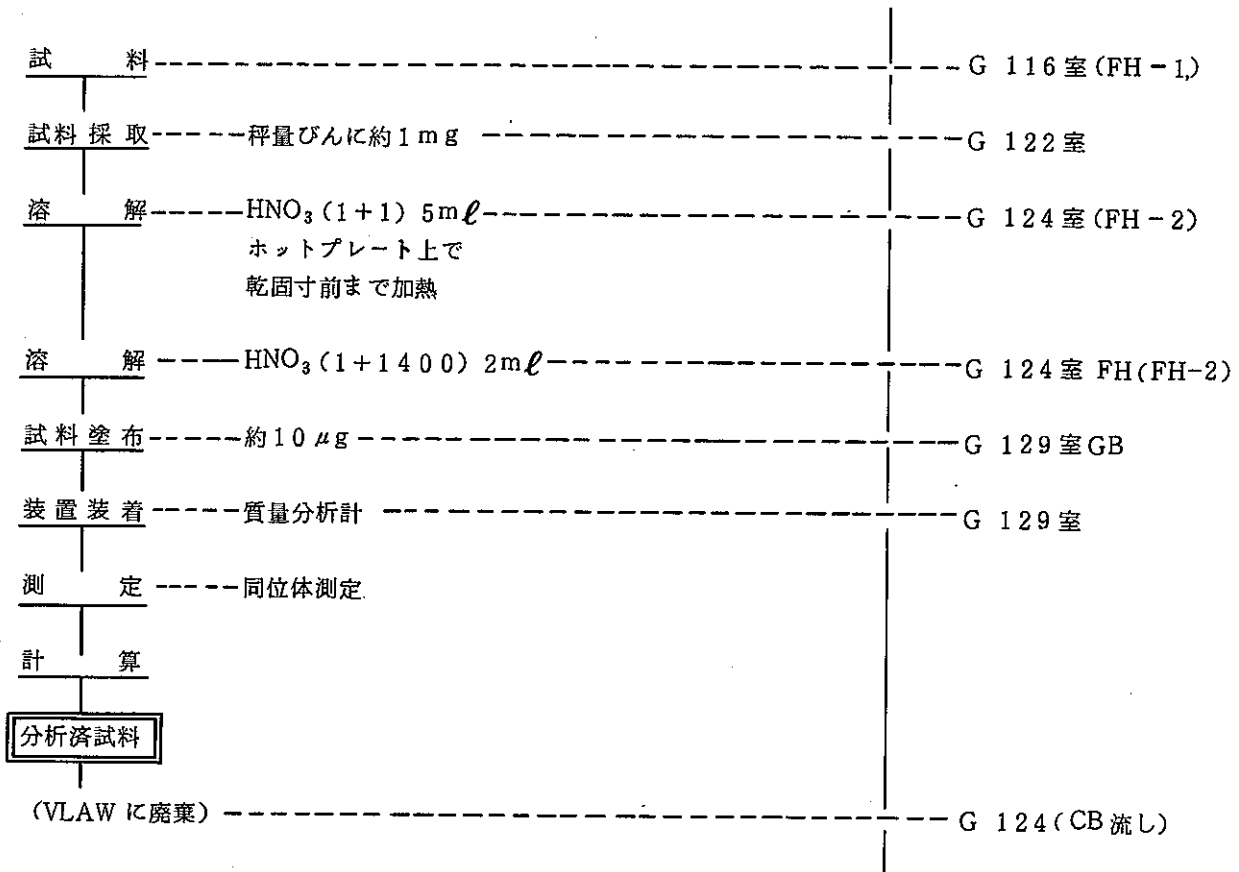 試料 G 116室(FH-1,)
試料採取 秤量びんに約1mg G 122室
溶解 HNO₃(1+1) 5mℓ G 124室(FH-2)
ホットプレート上で
乾固寸前まで加熱
溶解 HNO₃(1+1400) 2mℓ G 124室 FH(FH-2)
試料塗布 約10μg G 129室GB
装置装着 質量分析計 G 129室
測定 同位体測定
計算
分析済試料
(VLAWに廃棄) G 124(CB流し)